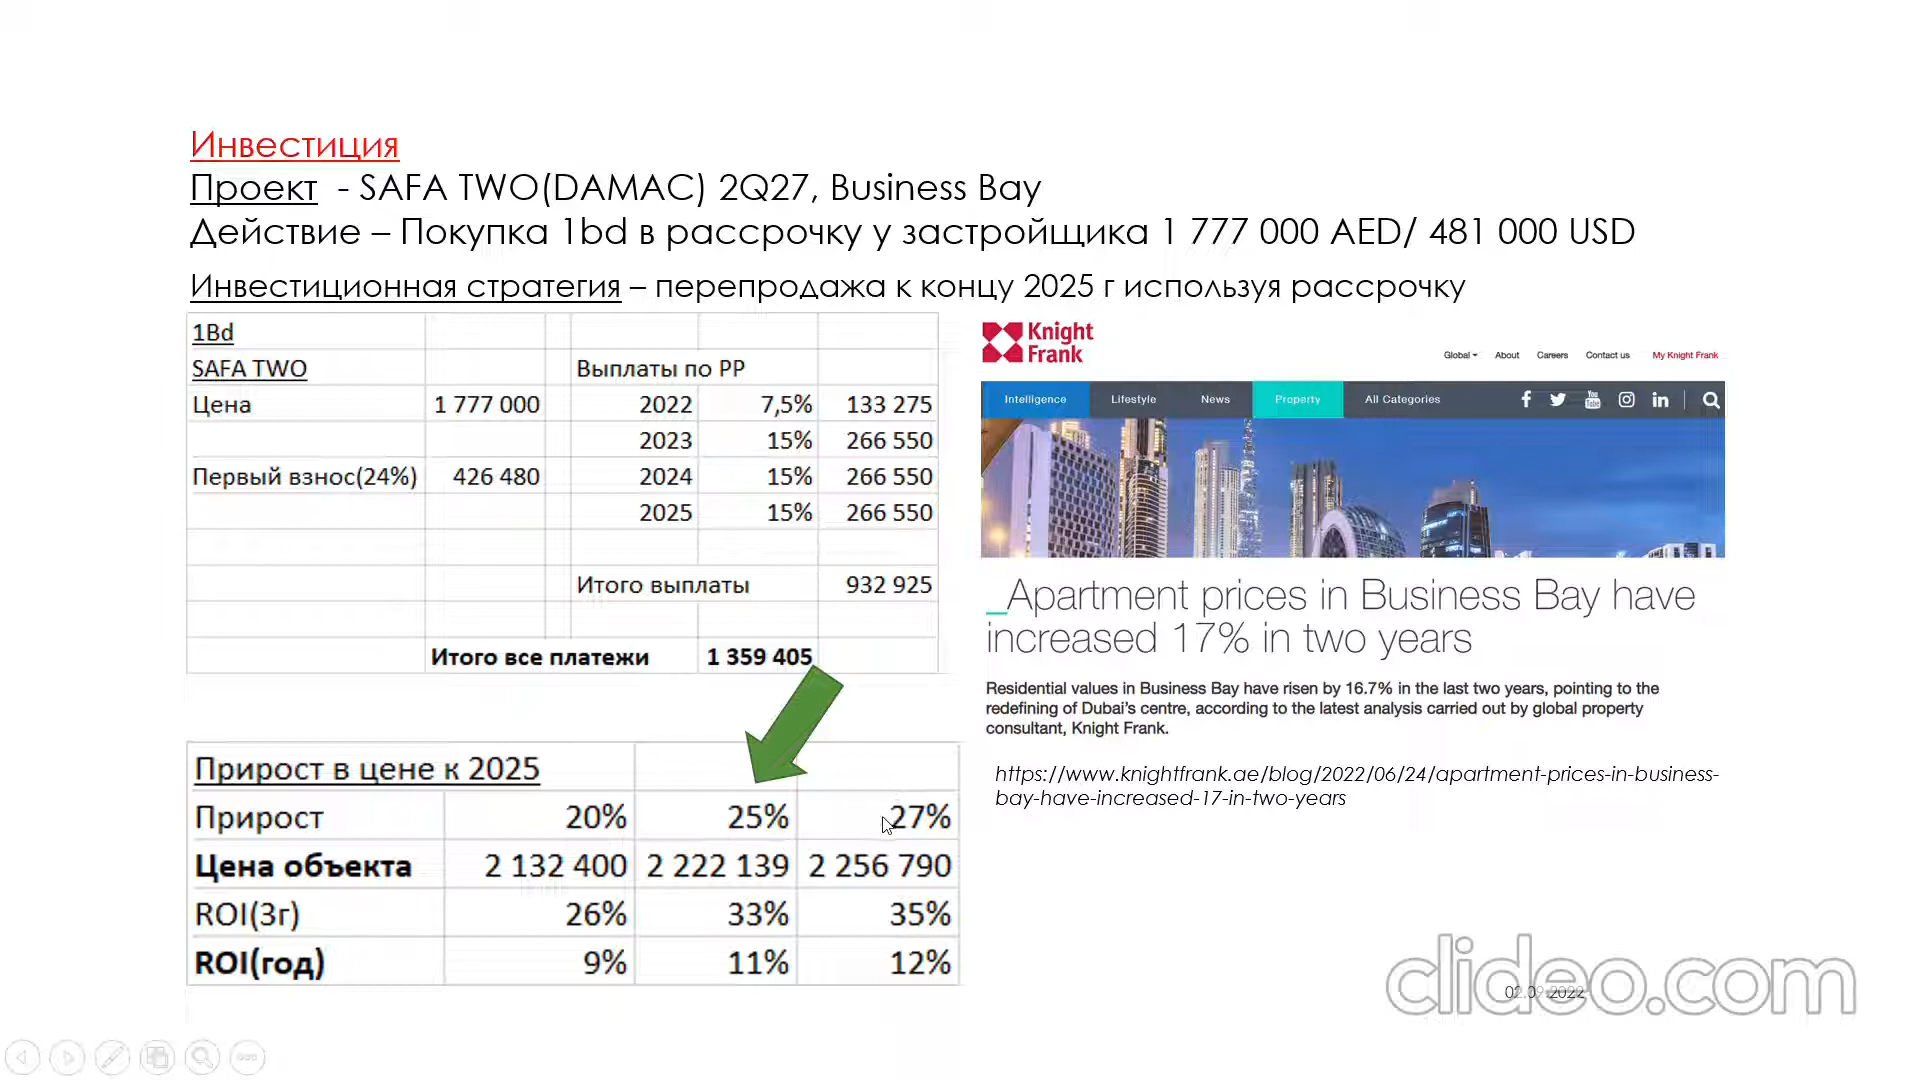 Инвестиция
Проект - SAFA TWO(DAMAC) 2Q27, Business Bay
Действие – Покупка 1bd в рассрочку у застройщика 1 777 000 AED/ 481 000 USD
Инвестиционная стратегия – перепродажа к концу 2025 г используя рассрочку
1Bd
SAFA TWO Выплаты по РР
Цена 1 777 000 2022 7,5% 133 275
2023 15% 266 550
Первый взнос(24%) 426 480 2024 15% 266 550
2025 15% 266 550
Итого выплаты 932 925
Итого все платежи 1 359 405
Прирост в цене к 2025
Прирост 20% 25% 27%
Цена объекта 2 132 400 2 222 139 2 256 790
ROI(3г) 26% 33% 35%
ROI(год) 9% 11% 12%
Knight
Frank
Global About Careers Contact us My Knight Frank
Intelligence Lifestyle News Property All Categories
_Apartment prices in Business Bay have
increased 17% in two years
Residential values in Business Bay have risen by 16.7% in the last two years, pointing to the
redefining of Dubai's centre, according to the latest analysis carried out by global property
consultant, Knight Frank.
https://www.knightfrank.ae/blog/2022/06/24/apartment-prices-in-business-
bay-have-increased-17-in-two-years
clideo.com
02.09.2022